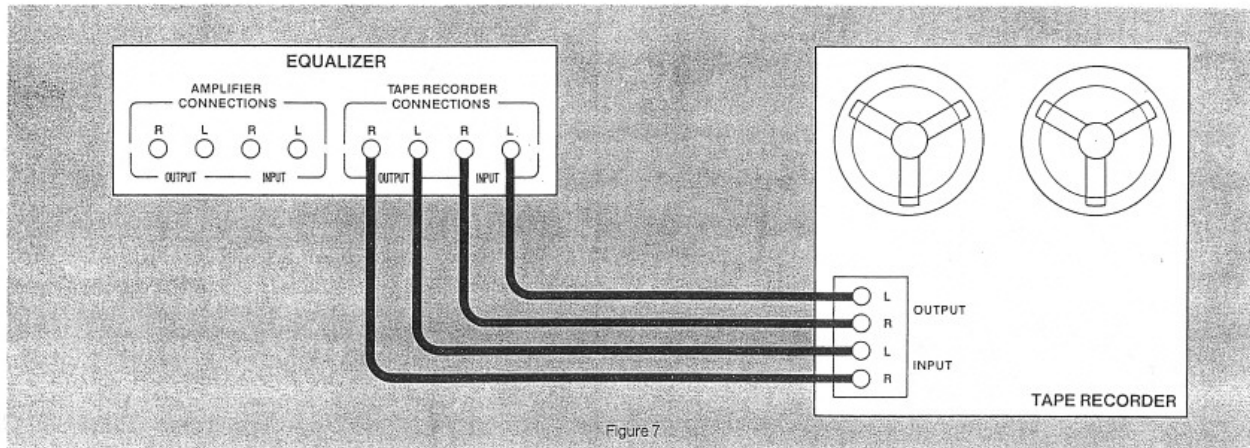 EQUALIZER
AMPLIFIER
CONNECTIONS
R L R L
OUTPUT INPUT
TAPE RECORDER
CONNECTIONS
R L R L
OUTPUT INPUT
L
OUTPUT
R
L
INPUT
R
TAPE RECORDER
Figure 7